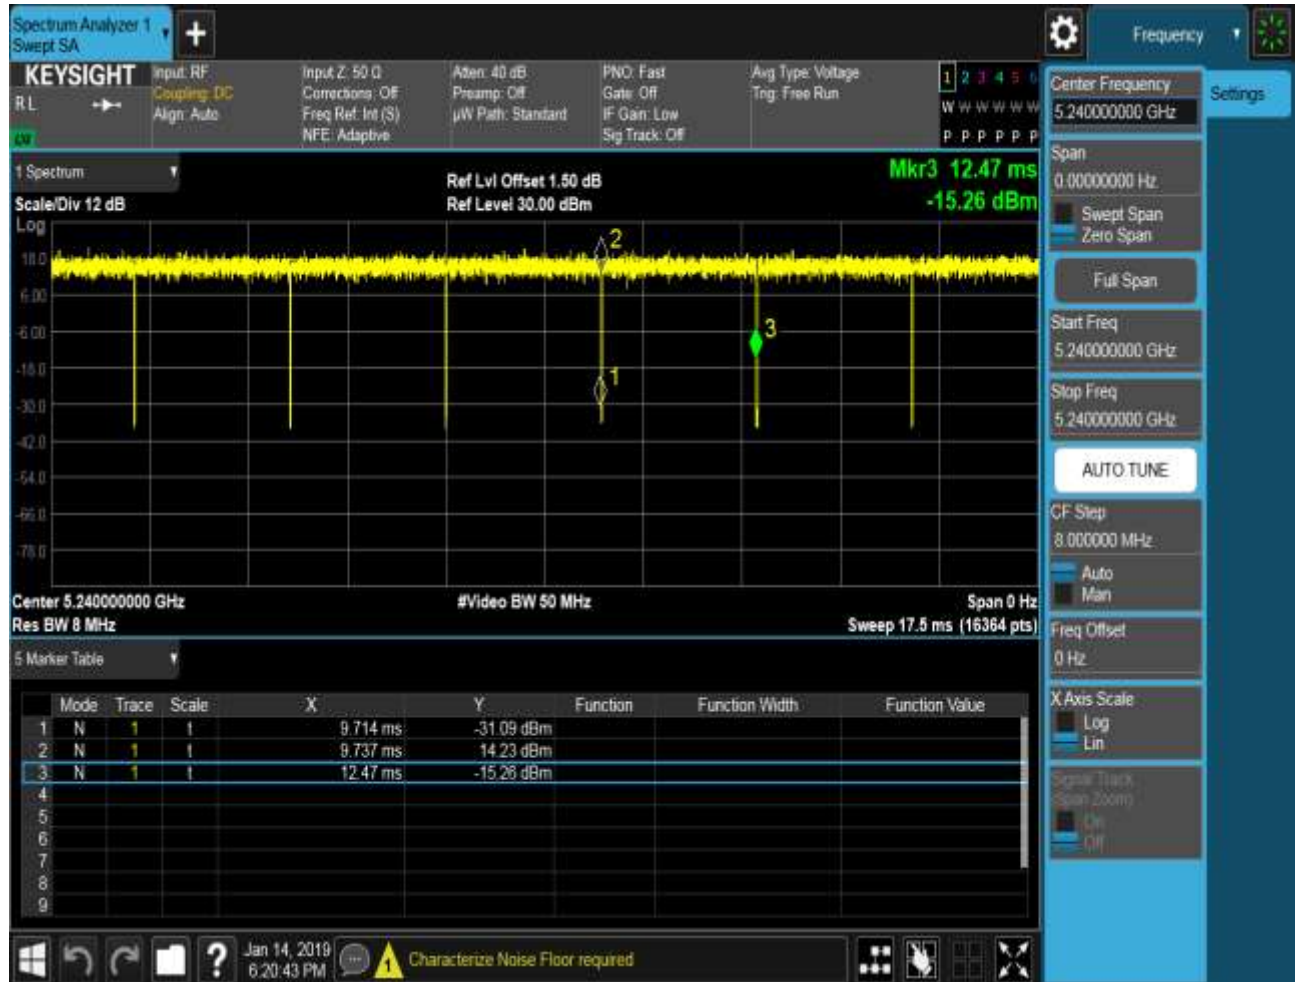 Spectrum Analyzer 1
Swept SA
Frequency
KEYSIGHT
RL
Input: RF
Coupling: DC
Align: Auto
Input Z: 50 Ω
Corrections: Off
Freq Ref: Int (S)
NFE: Adaptive
Atten: 40 dB
Preamp: Off
µW Path: Standard
PNO: Fast
Gate: Off
IF Gain: Low
Sig Track: Off
Avg Type: Voltage
Trig: Free Run
1 2 3 4 5 6
W W W W W W
P P P P P P
1 Spectrum
Scale/Div 12 dB
Ref Lvl Offset 1.50 dB
Ref Level 30.00 dBm
Mkr3 12.47 ms
-15.26 dBm
Log
18.0
6.00
-6.00
-18.0
-30.0
-42.0
-54.0
-66.0
-78.0
2
3
1
Center 5.240000000 GHz
#Video BW 50 MHz
Span 0 Hz
Res BW 8 MHz
Sweep 17.5 ms (16364 pts)
5 Marker Table
Mode Trace Scale X Y Function Function Width Function Value
1 N 1 t 9.714 ms -31.09 dBm
2 N 1 t 9.737 ms 14.23 dBm
3 N 1 t 12.47 ms -15.26 dBm
4
5
6
7
8
9
Jan 14, 2019
6:20:43 PM
Characterize Noise Floor required
Center Frequency
5.240000000 GHz
Settings
Span
0.00000000 Hz
Swept Span
Zero Span
Full Span
Start Freq
5.240000000 GHz
Stop Freq
5.240000000 GHz
AUTO TUNE
CF Step
8.000000 MHz
Auto
Man
Freq Offset
0 Hz
X Axis Scale
Log
Lin
Signal Track
(Span Zoom)
On
Off